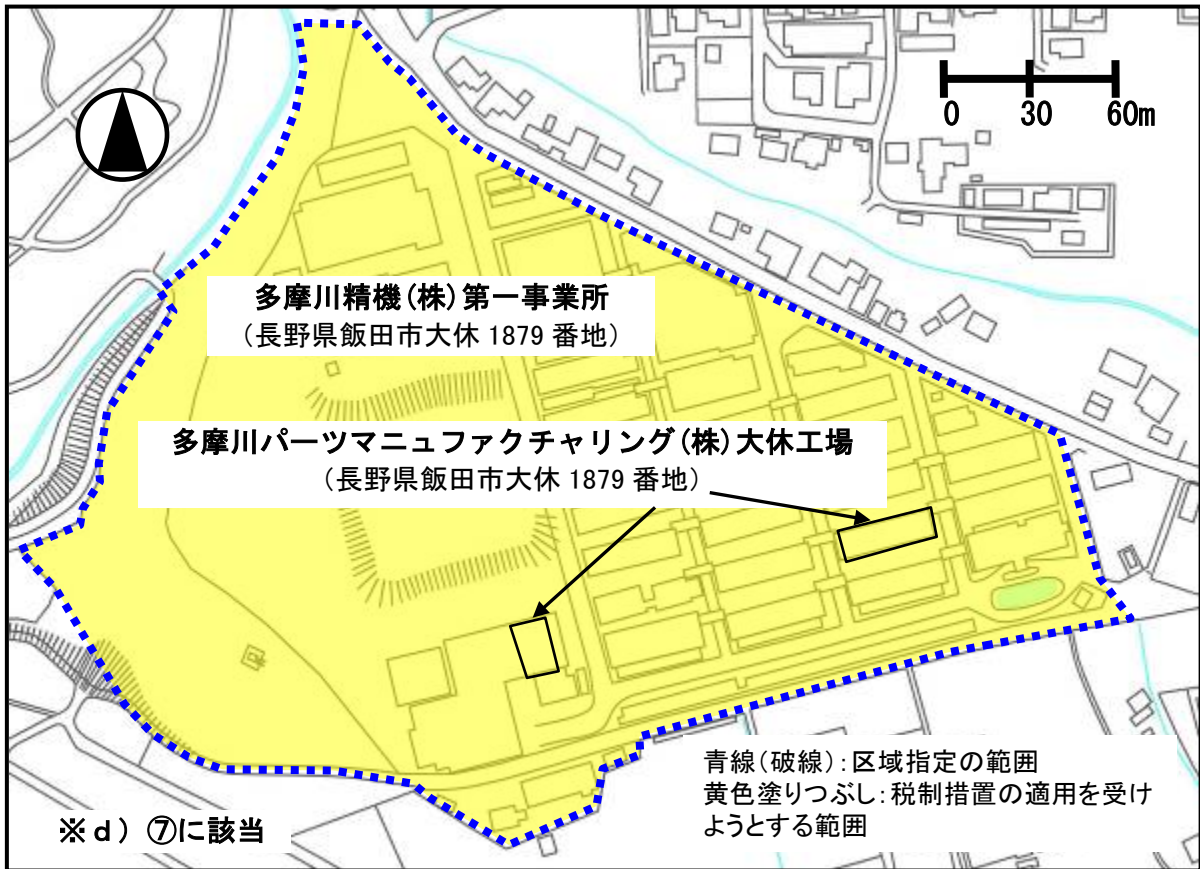 0 30 60m
多摩川精機(株)第一事業所
(長野県飯田市大休 1879 番地)
多摩川パーツマニュファクチャリング(株)大休工場
(長野県飯田市大休 1879 番地)
青線(破線):区域指定の範囲
黄色塗りつぶし:税制措置の適用を受け
ようとする範囲
※d) ⑦に該当